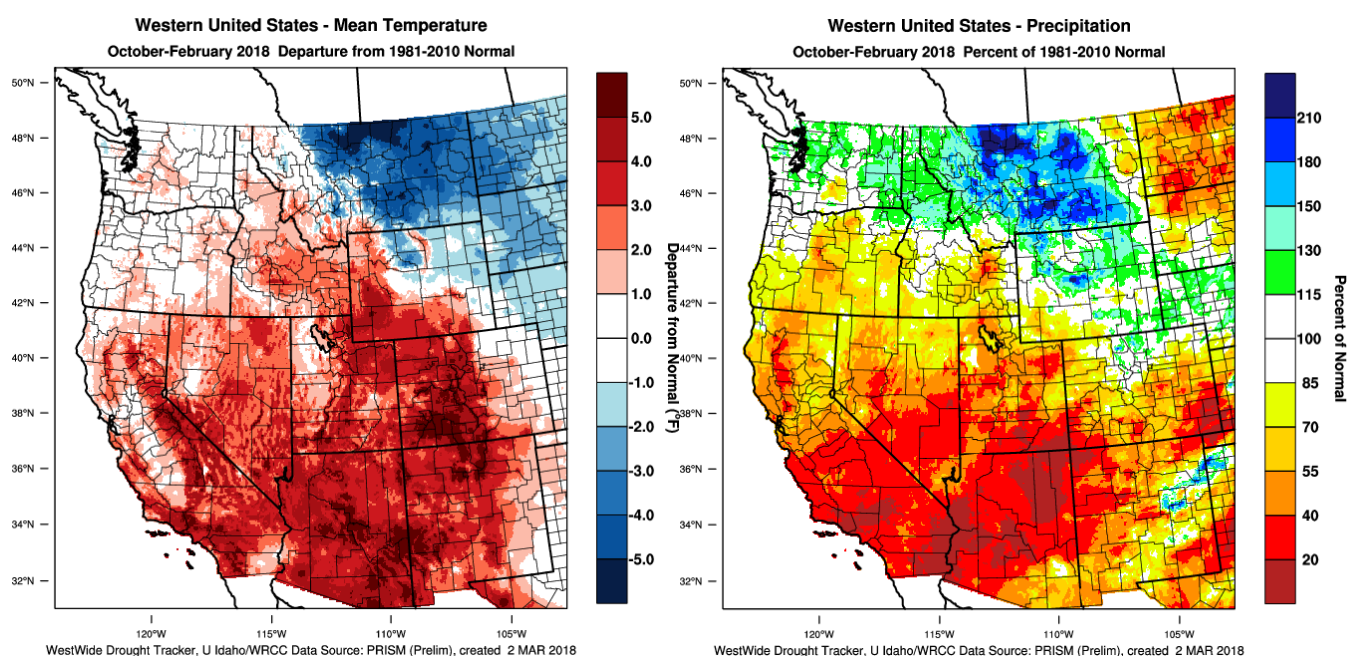 Western United States - Mean Temperature
October-February 2018 Departure from 1981-2010 Normal
50°N
48°N
46°N
44°N
42°N
40°N
38°N
36°N
34°N
32°N
120°W
115°W
110°W
105°W
5.0
4.0
3.0
2.0
1.0
0.0
-1.0
-2.0
-3.0
-4.0
-5.0
Departure from Normal (°F)
WestWide Drought Tracker, U Idaho/WRCC Data Source: PRISM (Prelim), created 2 MAR 2018
Western United States - Precipitation
October-February 2018 Percent of 1981-2010 Normal
50°N
48°N
46°N
44°N
42°N
40°N
38°N
36°N
34°N
32°N
120°W
115°W
110°W
105°W
210
180
150
130
115
100
85
70
55
40
20
Percent of Normal
WestWide Drought Tracker, U Idaho/WRCC Data Source: PRISM (Prelim), created 2 MAR 2018